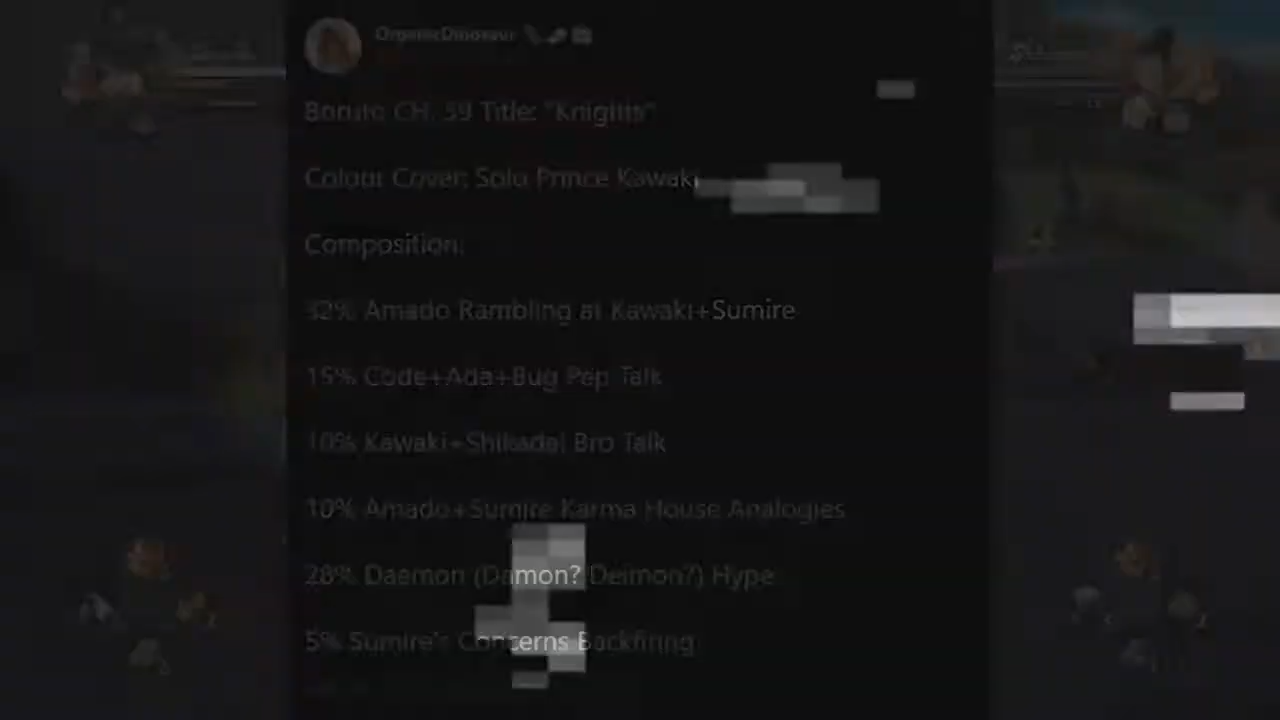 OrganicDinosaur
Boruto CH. 59 Title: "Knights"
Colour Cover: Solo Prince Kawaki
Composition:
32% Amado Rambling at Kawaki+Sumire
15% Code+Ada+Bug Pep Talk
10% Kawaki+Shikadai Bro Talk
10% Amado+Sumire Karma House Analogies
28% Daemon (Damon? Deimon?) Hype
5% Sumire's Concerns Backfiring